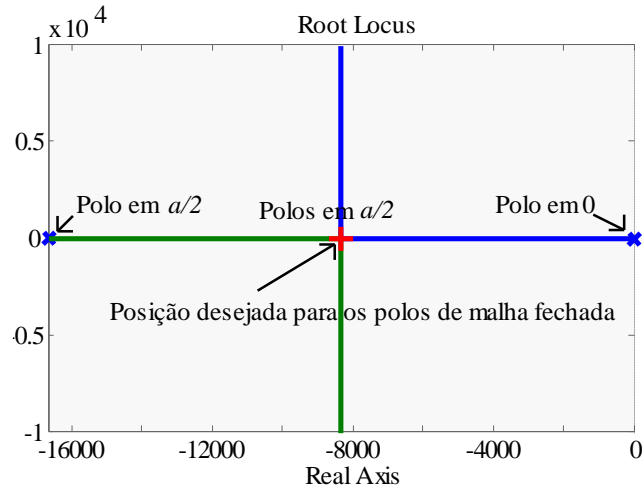 Root Locus
1 x 10^4
0.5
0
-0.5
-1
Polo em a/2
Polos em a/2
Polo em 0
Posição desejada para os polos de malha fechada
-16000 -12000 -8000 -4000 0
Real Axis